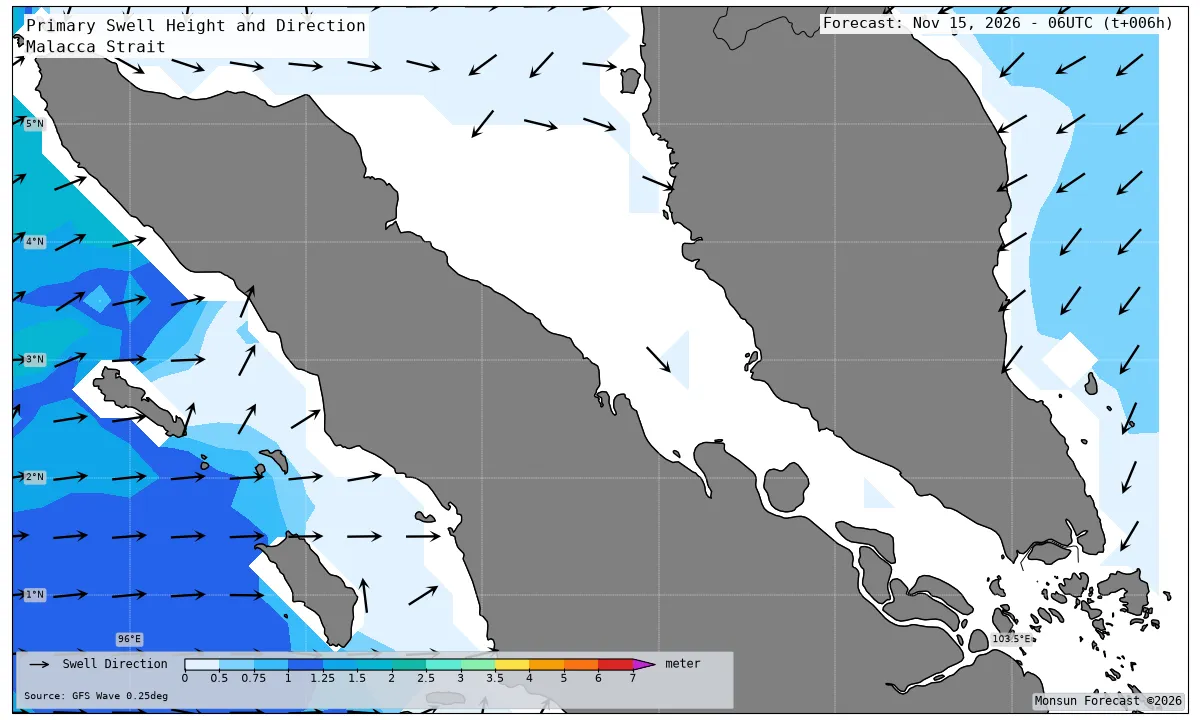 Primary Swell Height and Direction
Malacca Strait
Forecast: Nov 15, 2026 - 06UTC (t+006h)
5°N
4°N
3°N
2°N
1°N
96°E
103.5°E
Swell Direction
meter
0 0.5 0.75 1 1.25 1.5 2 2.5 3 3.5 4 5 6 7
Source: GFS Wave 0.25deg
Monsun Forecast ©2026